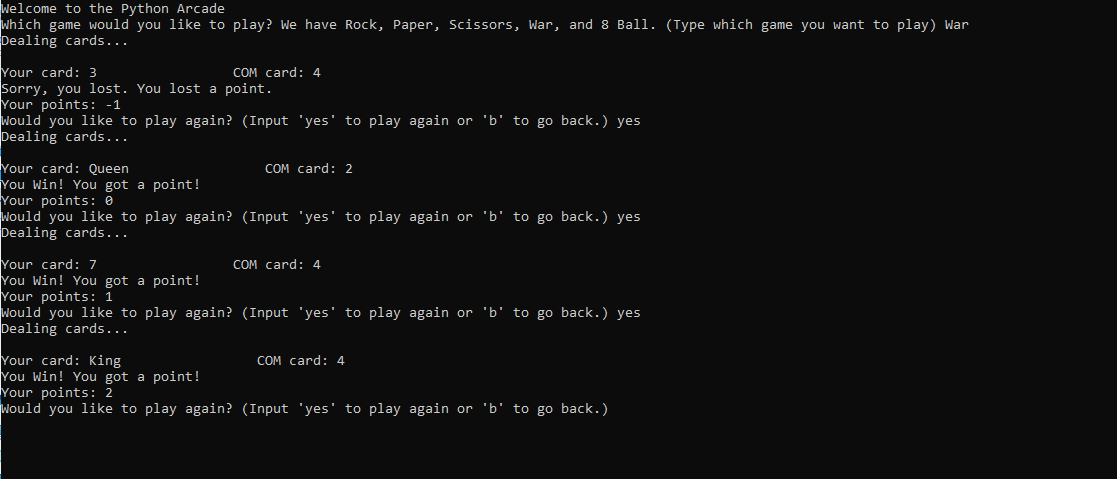 Welcome to the Python Arcade
Which game would you like to play? We have Rock, Paper, Scissors, War, and 8 Ball. (Type which game you want to play) War
Dealing cards...
Your card: 3                 COM card: 4
Sorry, you lost. You lost a point.
Your points: -1
Would you like to play again? (Input 'yes' to play again or 'b' to go back.) yes
Dealing cards...
Your card: Queen                 COM card: 2
You Win! You got a point!
Your points: 0
Would you like to play again? (Input 'yes' to play again or 'b' to go back.) yes
Dealing cards...
Your card: 7                 COM card: 4
You Win! You got a point!
Your points: 1
Would you like to play again? (Input 'yes' to play again or 'b' to go back.) yes
Dealing cards...
Your card: King                 COM card: 4
You Win! You got a point!
Your points: 2
Would you like to play again? (Input 'yes' to play again or 'b' to go back.)